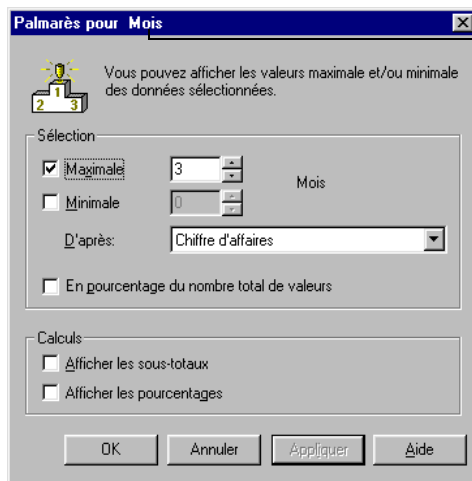 Palmarès pour Mois
Vous pouvez afficher les valeurs maximale et/ou minimale
des données sélectionnées.
1
2 3
Sélection
Maximale 3
Mois
Minimale 0
D'après: Chiffre d'affaires
En pourcentage du nombre total de valeurs
Calculs
Afficher les sous-totaux
Afficher les pourcentages
OK Annuler Appliquer Aide